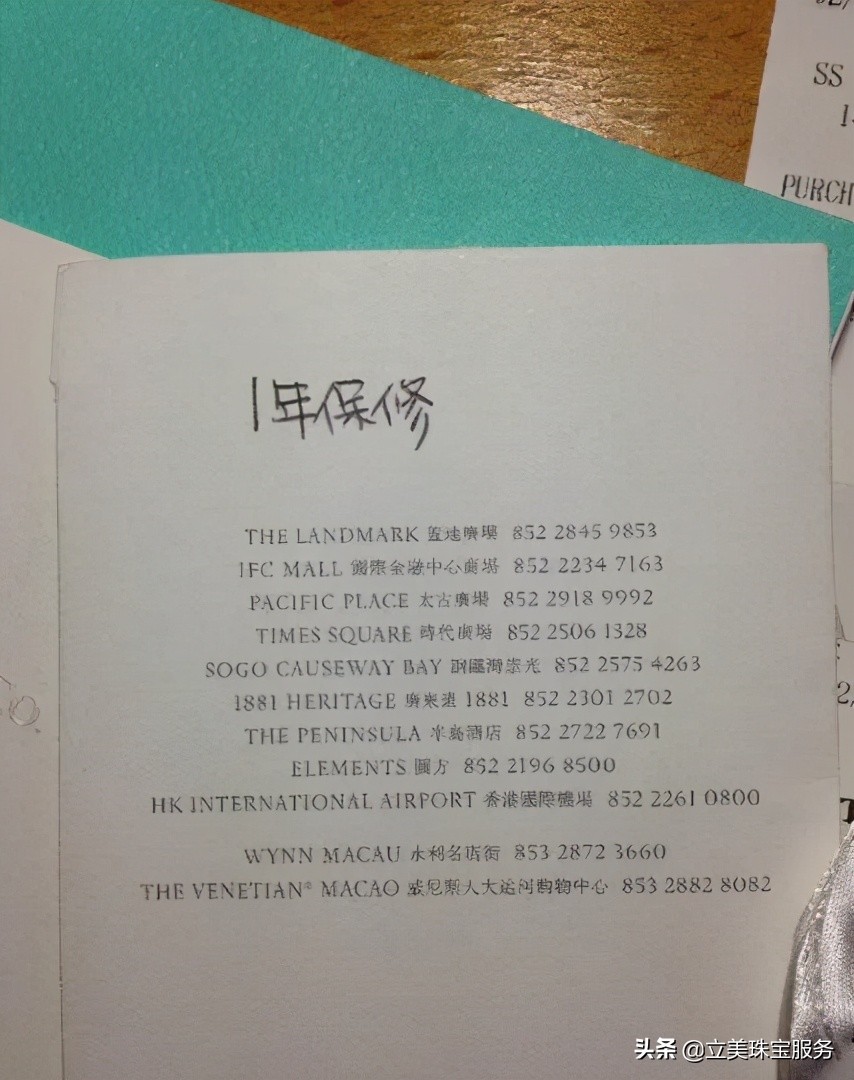 SS
PURCH
1年保修
THE LANDMARK 置地廣場 852 2845 9853
IFC MALL 國際金融中心商場 852 2234 7163
PACIFIC PLACE 太古廣場 852 2918 9992
TIMES SQUARE 時代廣場 852 2506 1328
SOGO CAUSEWAY BAY 銅鑼灣崇光 852 2575 4263
1881 HERITAGE 廣東道 1881 852 2301 2702
THE PENINSULA 半島酒店 852 2722 7691
ELEMENTS 圓方 852 2196 8500
HK INTERNATIONAL AIRPORT 香港國際機場 852 2261 0800
WYNN MACAU 永利名店街 853 2872 3660
THE VENETIAN® MACAO 威尼斯人大運河購物中心 853 2882 8082
头条 @立美珠宝服务